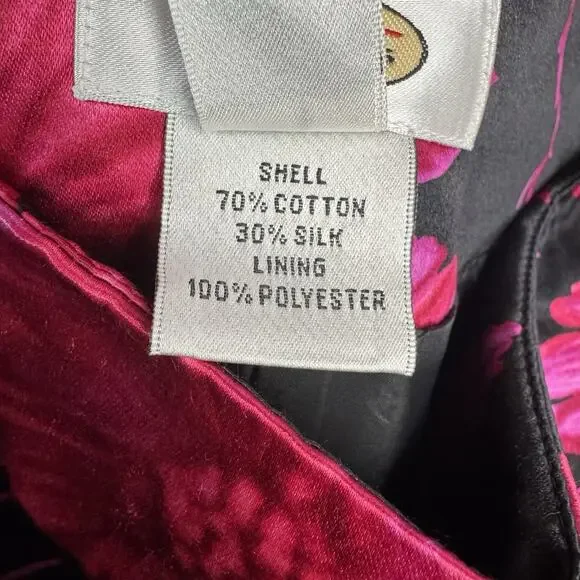 SHELL
70% COTTON
30% SILK
LINING
100% POLYESTER